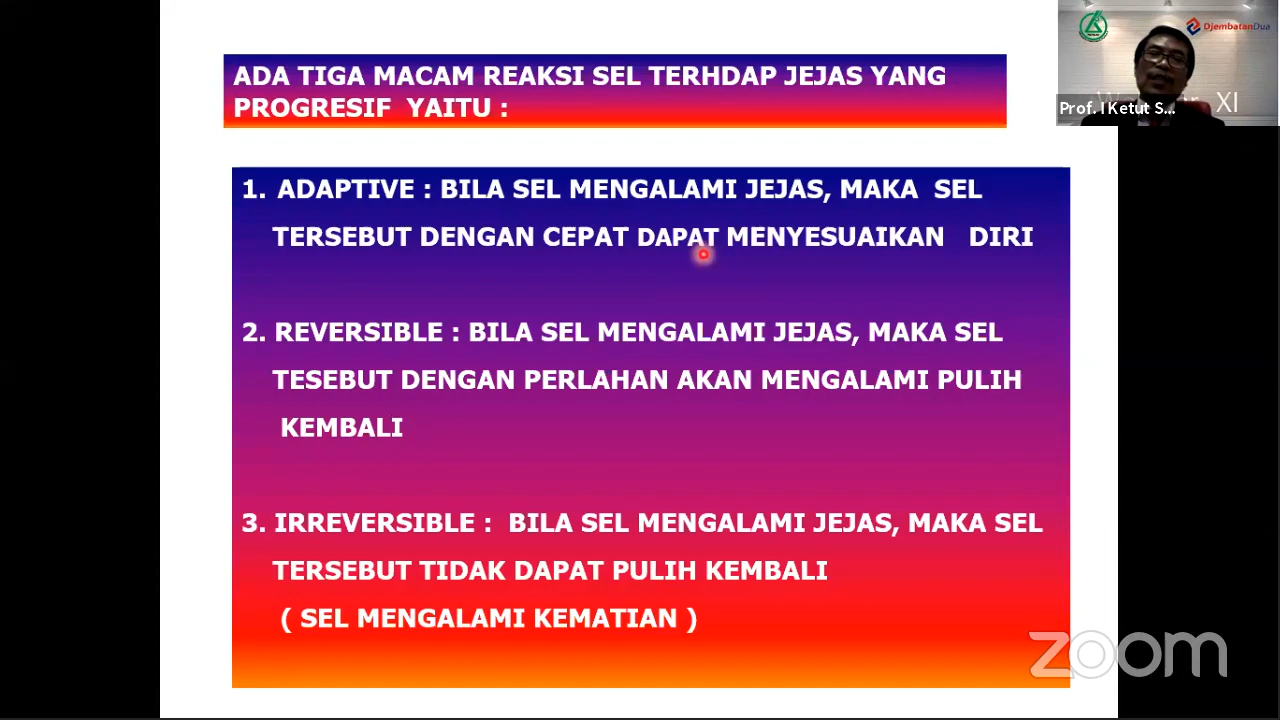 ADA TIGA MACAM REAKSI SEL TERHDAP JEJAS YANG
PROGRESIF YAITU :
DjembatanDua
XI
Prof. I Ketut S...
1. ADAPTIVE : BILA SEL MENGALAMI JEJAS, MAKA SEL
TERSEBUT DENGAN CEPAT DAPAT MENYESUAIKAN DIRI
2. REVERSIBLE : BILA SEL MENGALAMI JEJAS, MAKA SEL
TESEBUT DENGAN PERLAHAN AKAN MENGALAMI PULIH
KEMBALI
3. IRREVERSIBLE : BILA SEL MENGALAMI JEJAS, MAKA SEL
TERSEBUT TIDAK DAPAT PULIH KEMBALI
( SEL MENGALAMI KEMATIAN )
zoom